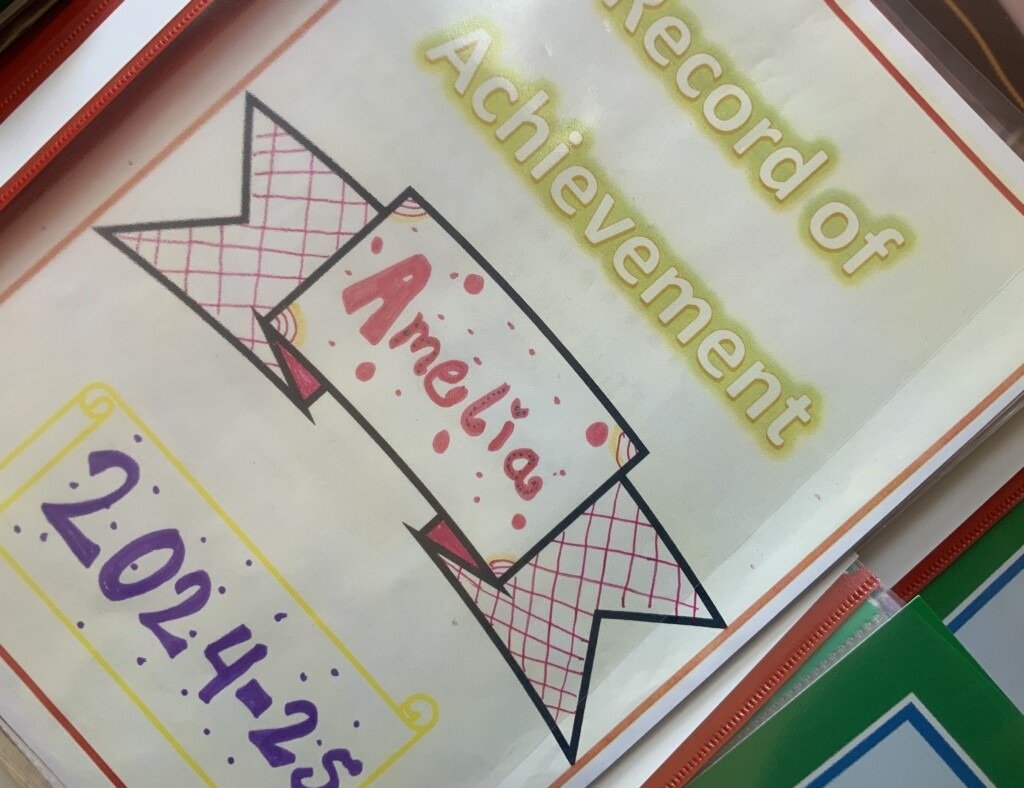 Record of
Achievement
Amelia
2024-25